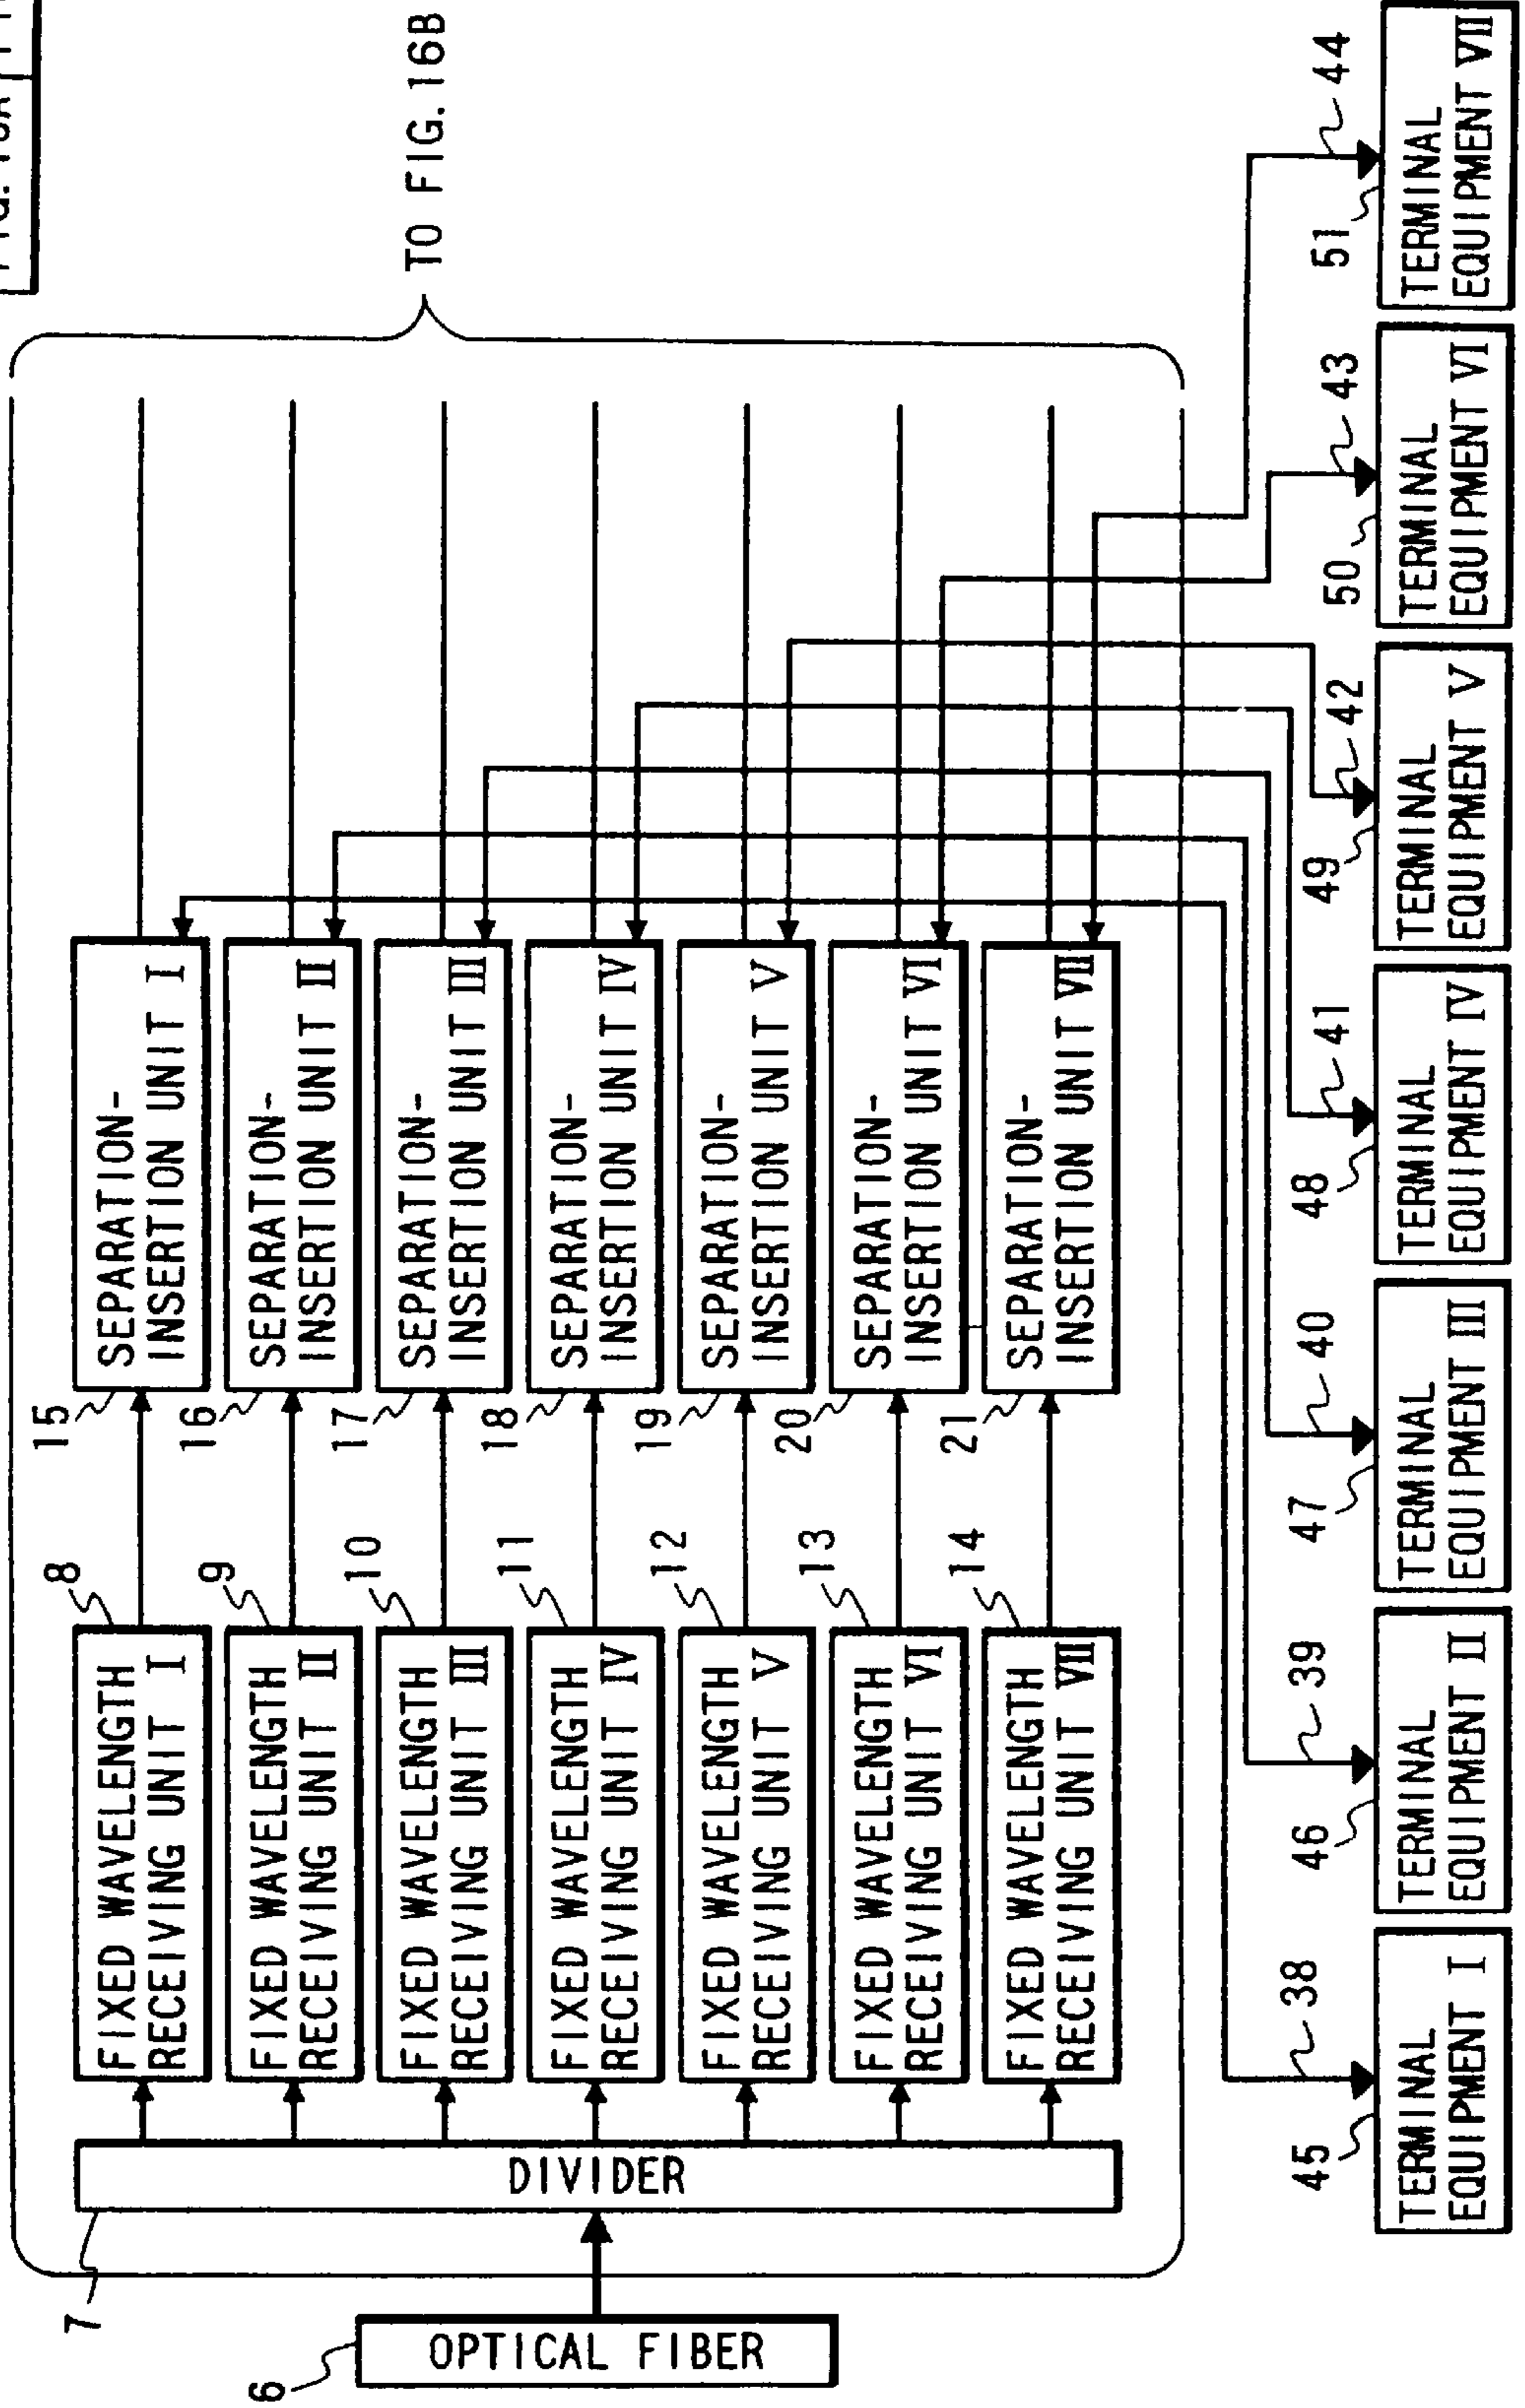 TO FIG. 16B
6
OPTICAL FIBER
7
DIVIDER
8
FIXED WAVELENGTH
RECEIVING UNIT I
9
FIXED WAVELENGTH
RECEIVING UNIT II
10
FIXED WAVELENGTH
RECEIVING UNIT III
11
FIXED WAVELENGTH
RECEIVING UNIT IV
12
FIXED WAVELENGTH
RECEIVING UNIT V
13
FIXED WAVELENGTH
RECEIVING UNIT VI
14
FIXED WAVELENGTH
RECEIVING UNIT VII
15
SEPARATION-
INSERTION UNIT I
16
SEPARATION-
INSERTION UNIT II
17
SEPARATION-
INSERTION UNIT III
18
SEPARATION-
INSERTION UNIT IV
19
SEPARATION-
INSERTION UNIT V
20
SEPARATION-
INSERTION UNIT VI
21
SEPARATION-
INSERTION UNIT VII
45
38
TERMINAL
EQUIPMENT I
46
39
TERMINAL
EQUIPMENT II
47
40
TERMINAL
EQUIPMENT III
48
41
TERMINAL
EQUIPMENT IV
49
42
TERMINAL
EQUIPMENT V
50
43
TERMINAL
EQUIPMENT VI
51
44
TERMINAL
EQUIPMENT VII